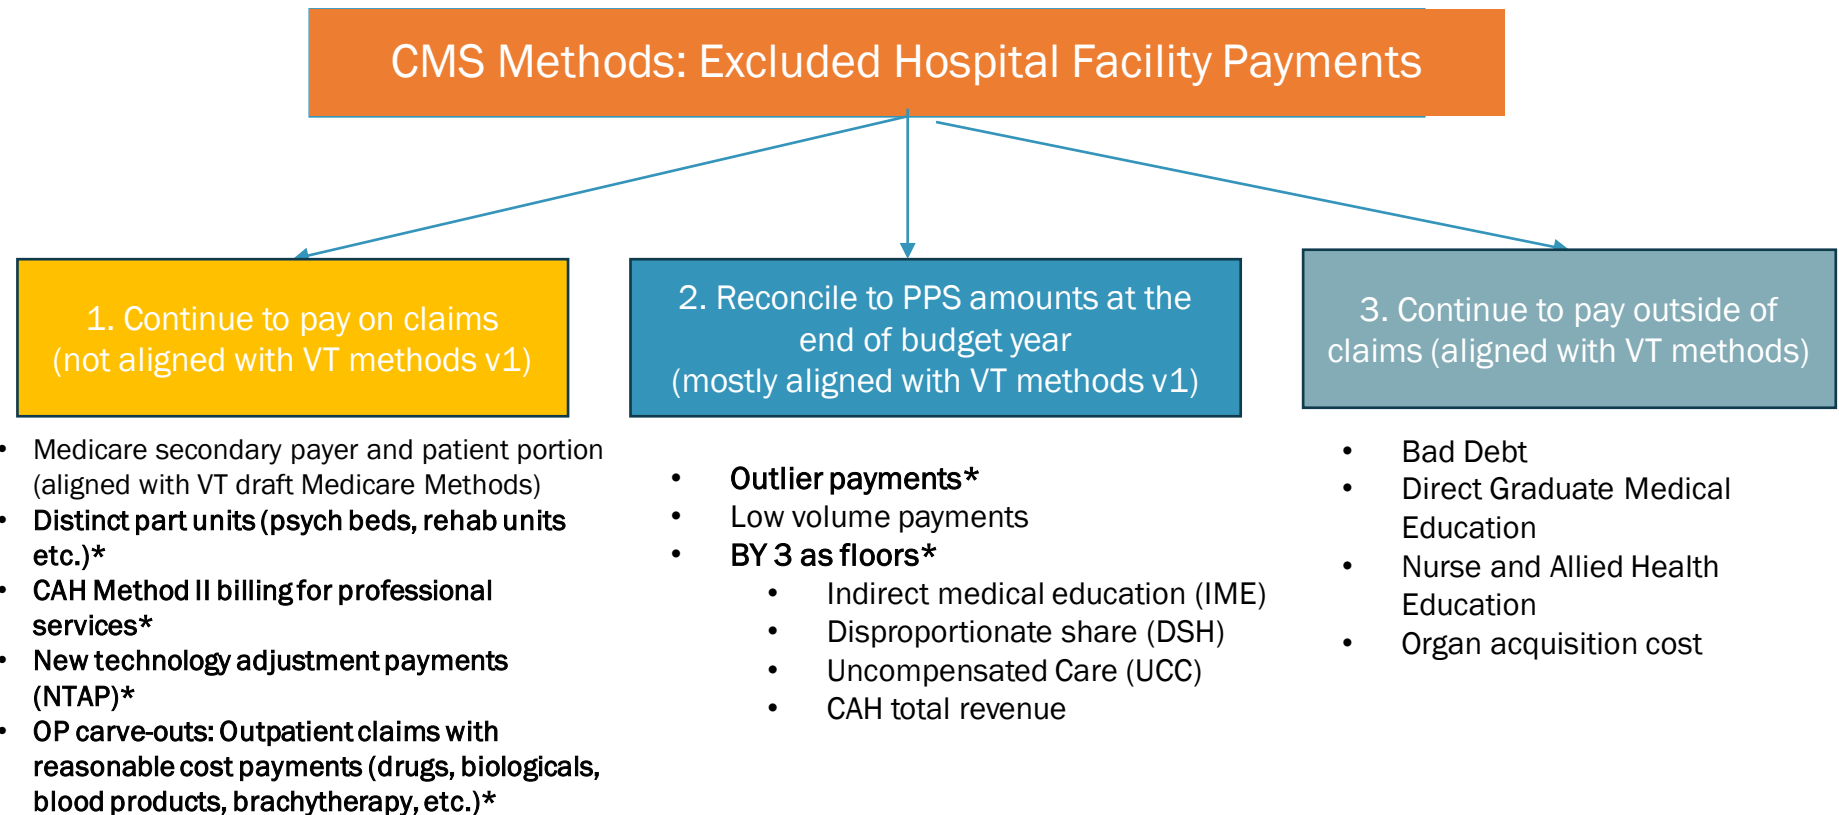 CMS Methods: Excluded Hospital Facility Payments
1. Continue to pay on claims
(not aligned with VT methods v1)
• Medicare secondary payer and patient portion
(aligned with VT draft Medicare Methods)
• Distinct part units (psych beds, rehab units
etc.)*
• CAH Method II billing for professional
services*
• New technology adjustment payments
(NTAP)*
• OP carve-outs: Outpatient claims with
reasonable cost payments (drugs, biologicals,
blood products, brachytherapy, etc.)*
2. Reconcile to PPS amounts at the
end of budget year
(mostly aligned with VT methods v1)
• Outlier payments*
• Low volume payments
• BY 3 as floors*
• Indirect medical education (IME)
• Disproportionate share (DSH)
• Uncompensated Care (UCC)
• CAH total revenue
3. Continue to pay outside of
claims (aligned with VT methods)
• Bad Debt
• Direct Graduate Medical
Education
• Nurse and Allied Health
Education
• Organ acquisition cost